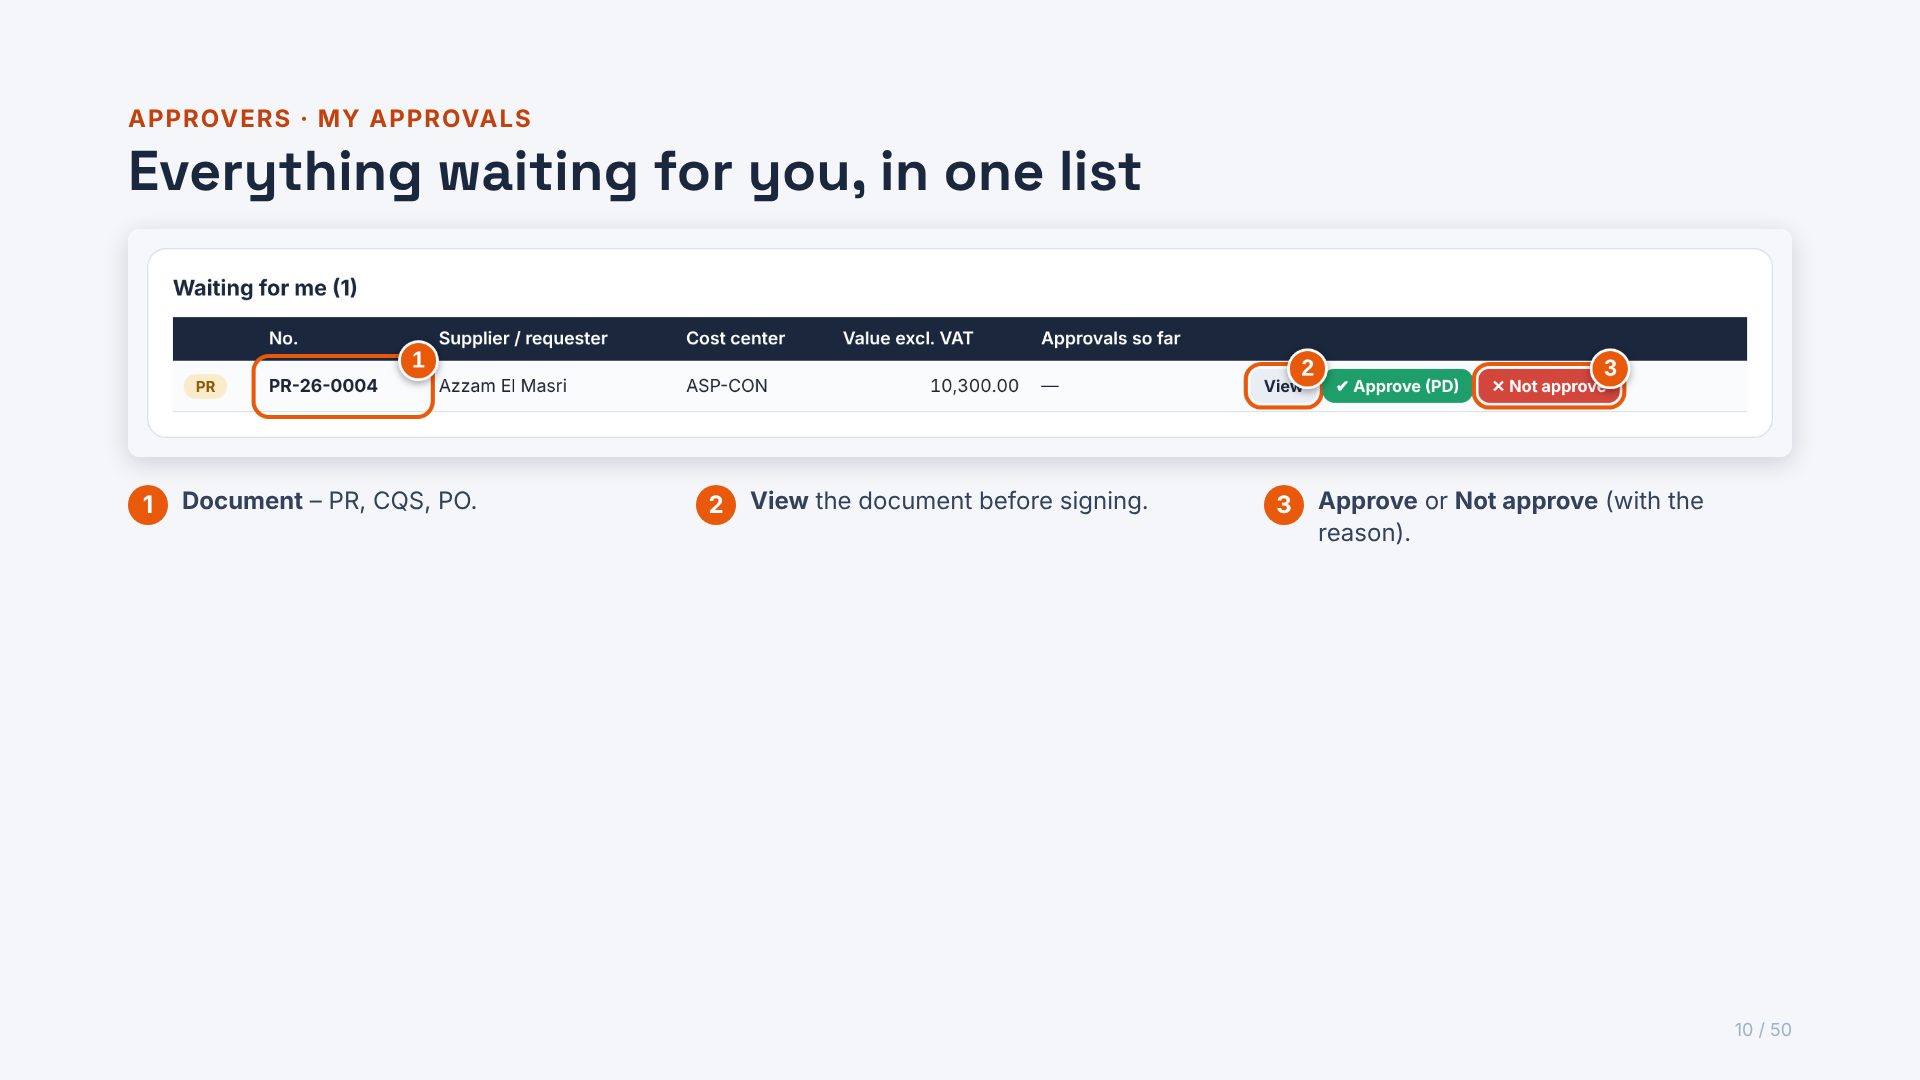 APPROVERS · MY APPROVALS
Everything waiting for you, in one list
Waiting for me (1)
No. Supplier / requester Cost center Value excl. VAT Approvals so far
PR PR-26-0004 1 Azzam El Masri ASP-CON 10,300.00 — View 2 ✔ Approve (PD) ✕ Not approve 3
1 Document – PR, CQS, PO.
2 View the document before signing.
3 Approve or Not approve (with the
reason).
10 / 50